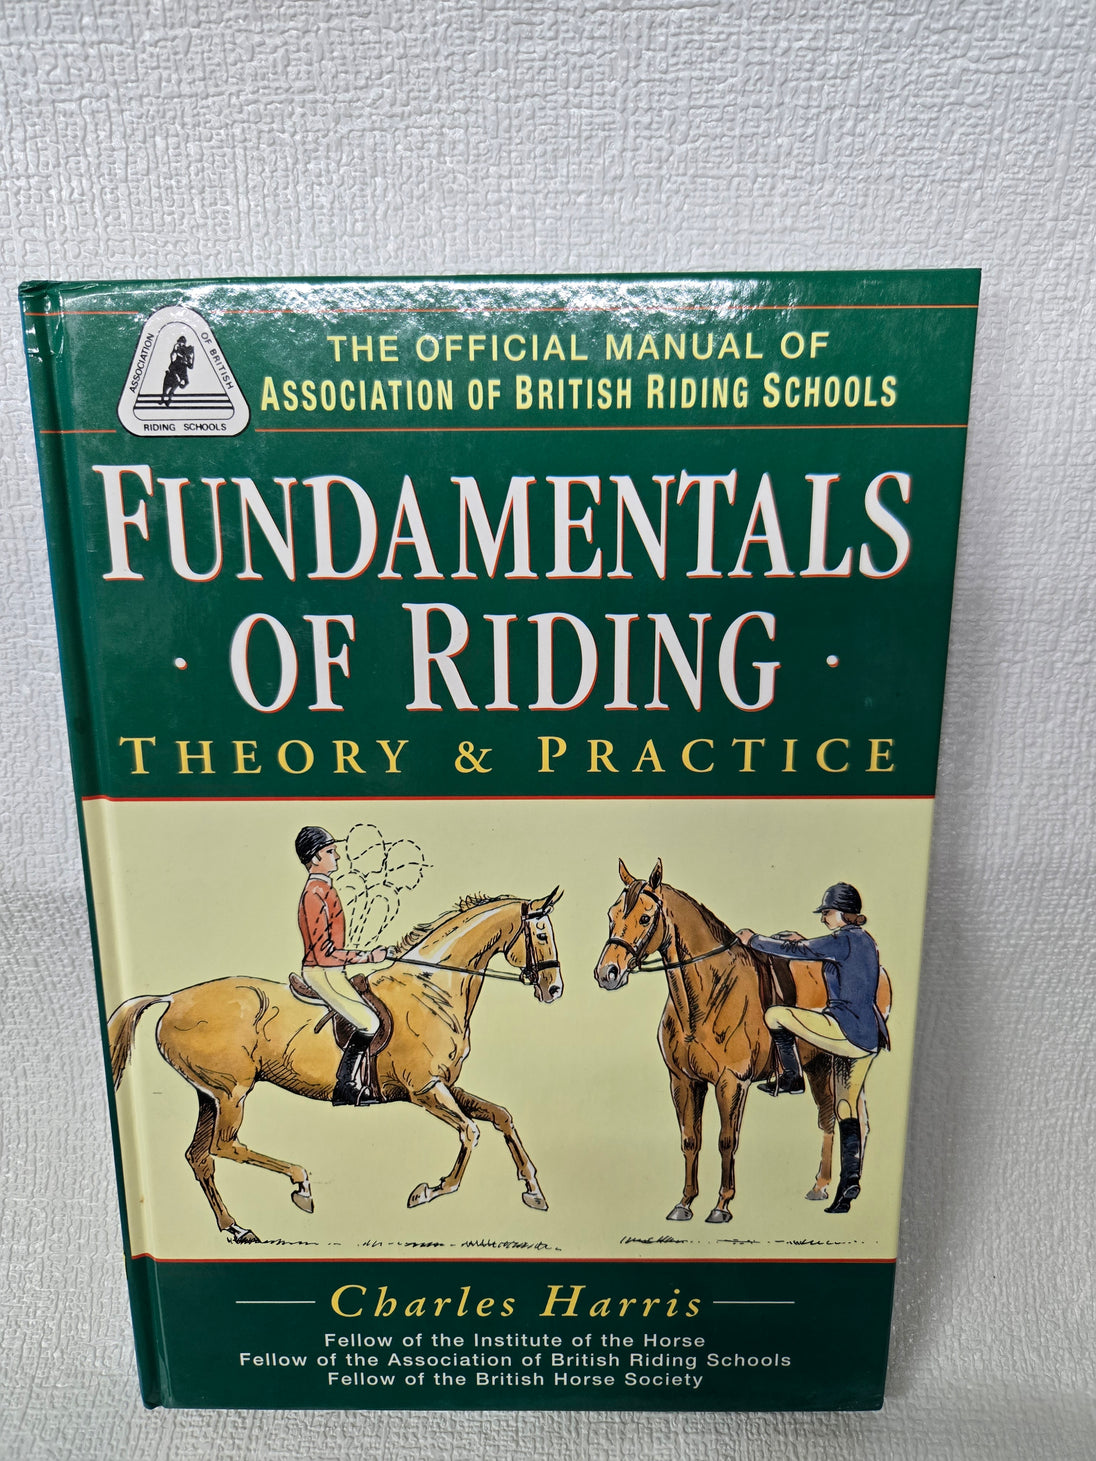 ASSOCIATION OF BRITISH
RIDING SCHOOLS
THE OFFICIAL MANUAL OF
ASSOCIATION OF BRITISH RIDING SCHOOLS
FUNDAMENTALS
· OF RIDING ·
THEORY & PRACTICE
Charles Harris
Fellow of the Institute of the Horse
Fellow of the Association of British Riding Schools
Fellow of the British Horse Society